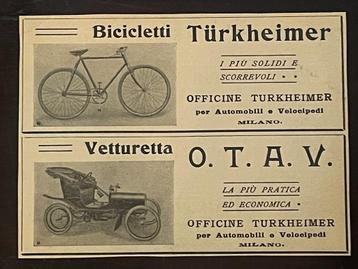 Bicicletti Türkheimer
I PIÙ SOLIDI E
SCORREVOLI
OFFICINE TURKHEIMER
per Automobili e Velocipedi
MILANO.
Vetturetta O. T. A. V.
LA PIÙ PRATICA
ED ECONOMICA
OFFICINE TURKHEIMER
per Automobili e Velocipedi
MILANO.